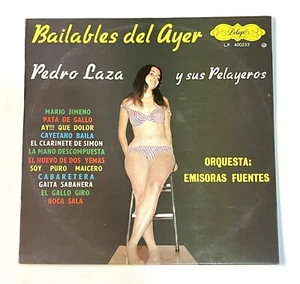 Bailables del Ayer
Pelujo
L.P. 400233
Pedro Laza y sus Pelayeros
MARIO JIMENO
PATA DE GALLO
AY!!! QUE DOLOR
CAYETANO BAILA
EL CLARINETE DE SIMON
LA MANO DESCOMPUESTA
EL HUEVO DE DOS YEMAS
SOY PURO MAICERO
CABARETERA
GAITA SABANERA
EL GALLO GIRO
BOCA SALA
ORQUESTA:
EMISORAS FUENTES